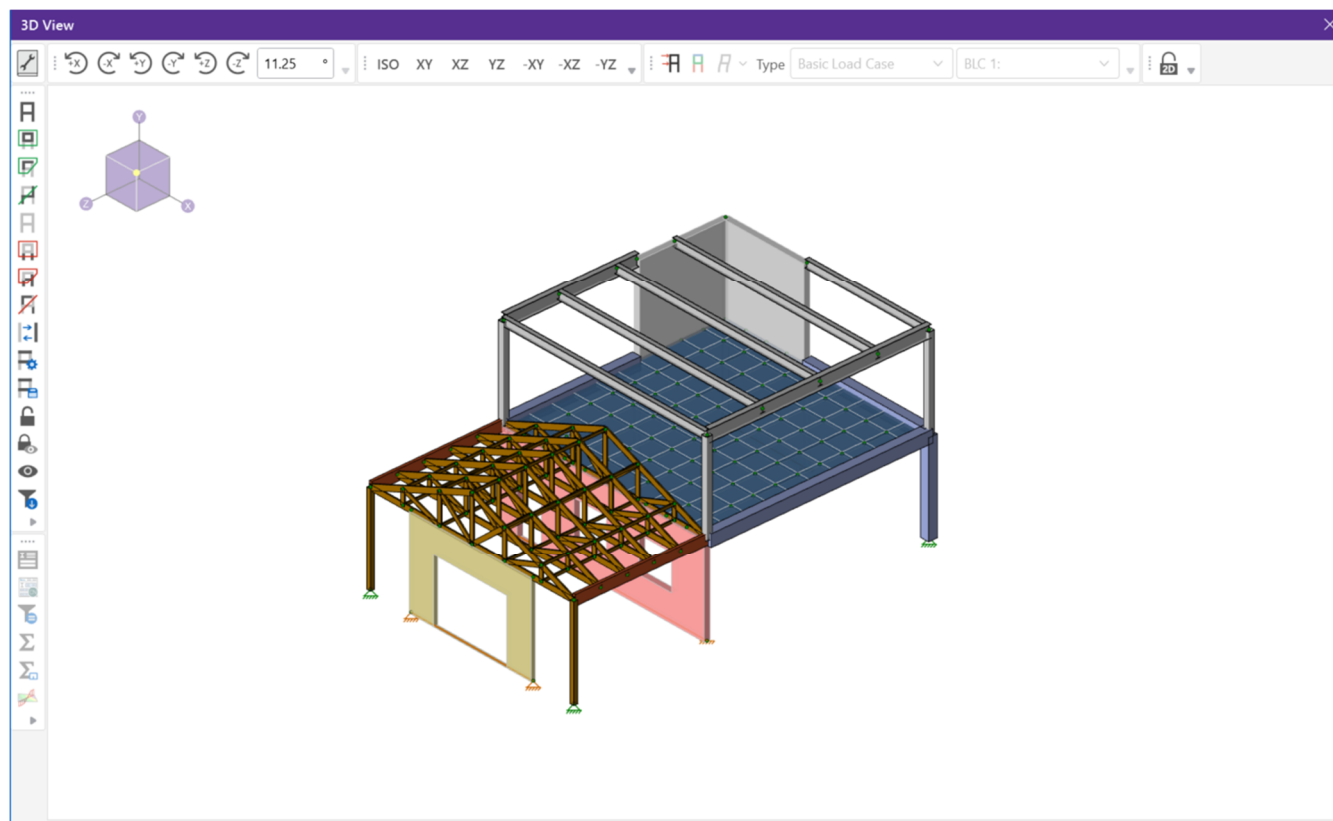 3D View
+X -X +Y -Y +Z -Z 11.25 ° ISO XY XZ YZ -XY -XZ -YZ Type Basic Load Case BLC 1: 2D
Y
Z X